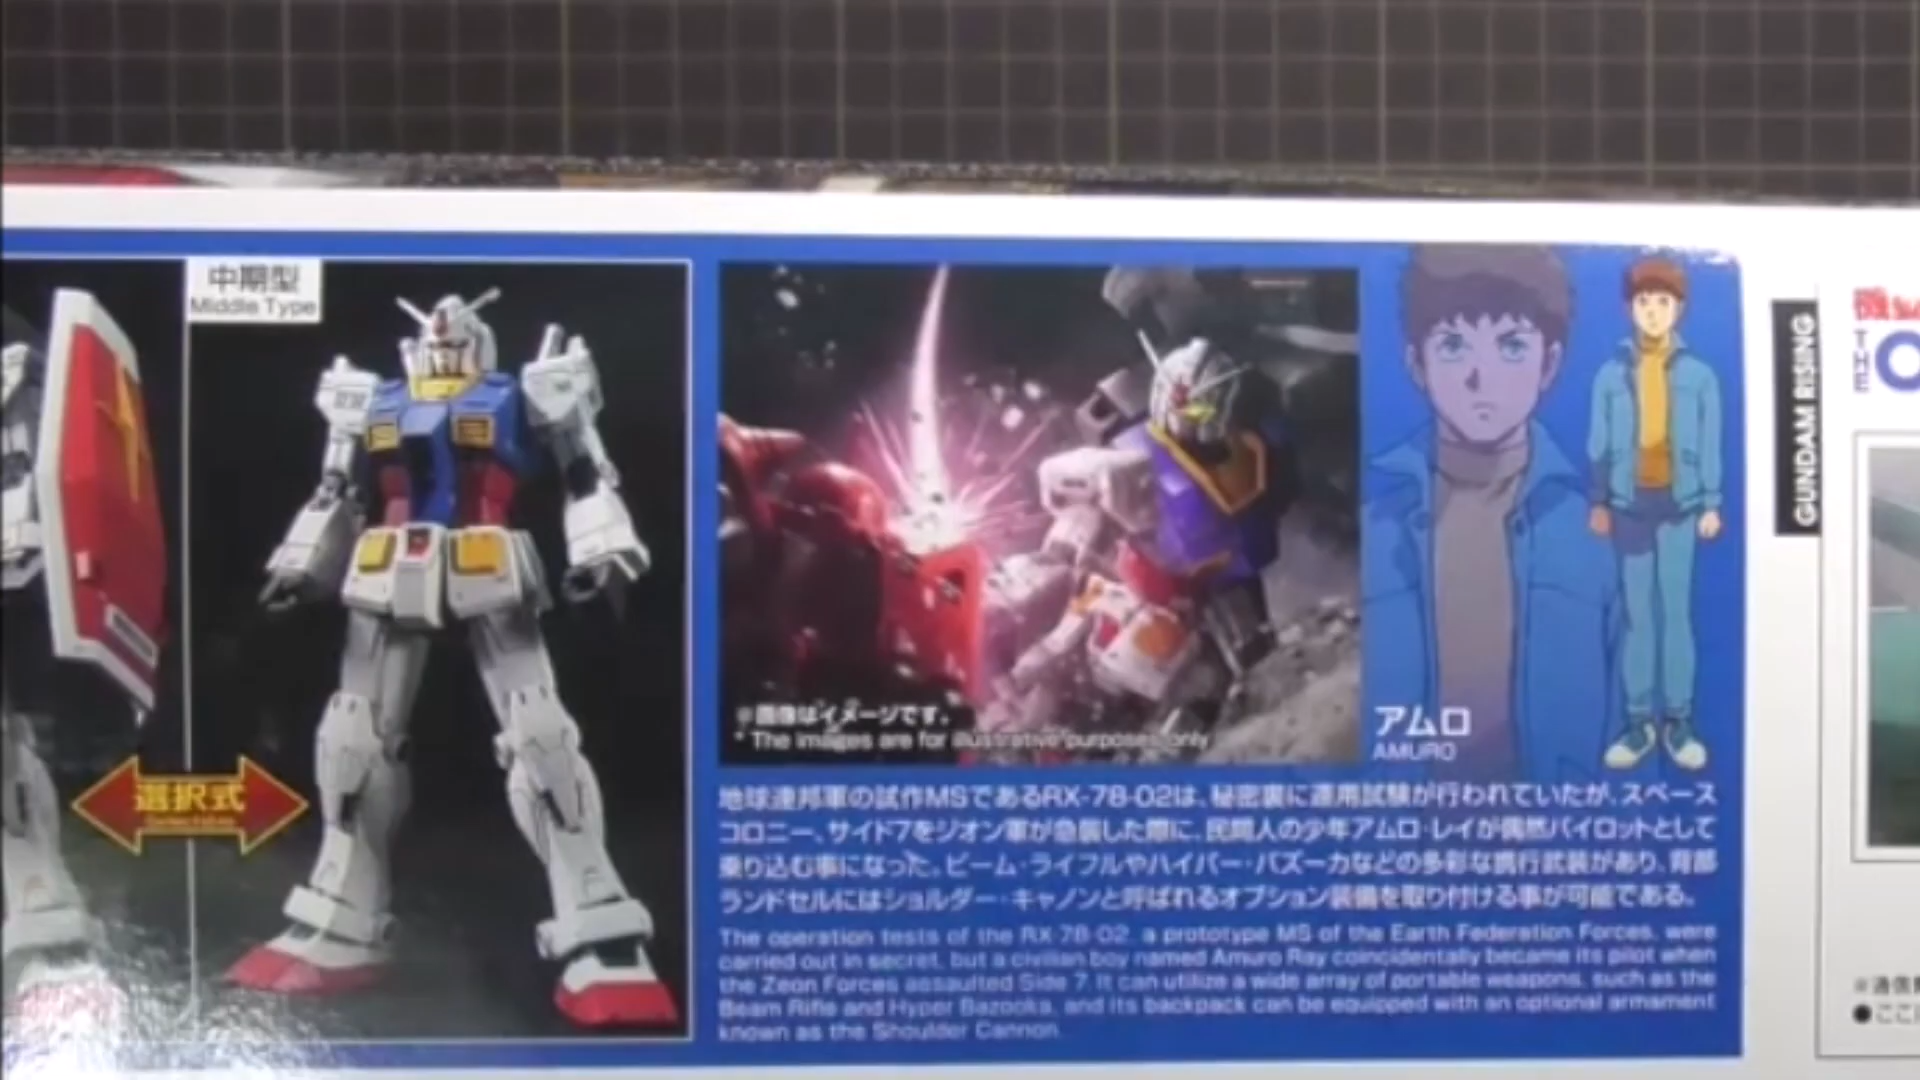 中期型
Middle Type
選択式
※画像はイメージです。
* The images are for illustrative purposes only
アムロ
AMURO
地球連邦軍の試作MSであるRX-78-02は、秘密裏に運用試験が行われていたが、スペース
コロニー、サイド7をジオン軍が急襲した際に、民間人の少年アムロ・レイが偶然パイロットとして
乗り込む事になった。ビーム・ライフルやハイパー・バズーカなどの多彩な携行武装があり、背部
ランドセルにはショルダー・キャノンと呼ばれるオプション装備を取り付ける事が可能である。
The operation tests of the RX-78-02, a prototype MS of the Earth Federation Forces, were
carried out in secret, but a civilian boy named Amuro Ray coincidentally became its pilot when
the Zeon Forces assaulted Side 7. It can utilize a wide array of portable weapons, such as the
Beam Rifle and Hyper Bazooka, and its backpack can be equipped with an optional armament
known as the Shoulder Cannon.
GUNDAM RISING
THE
※通信
●ここ